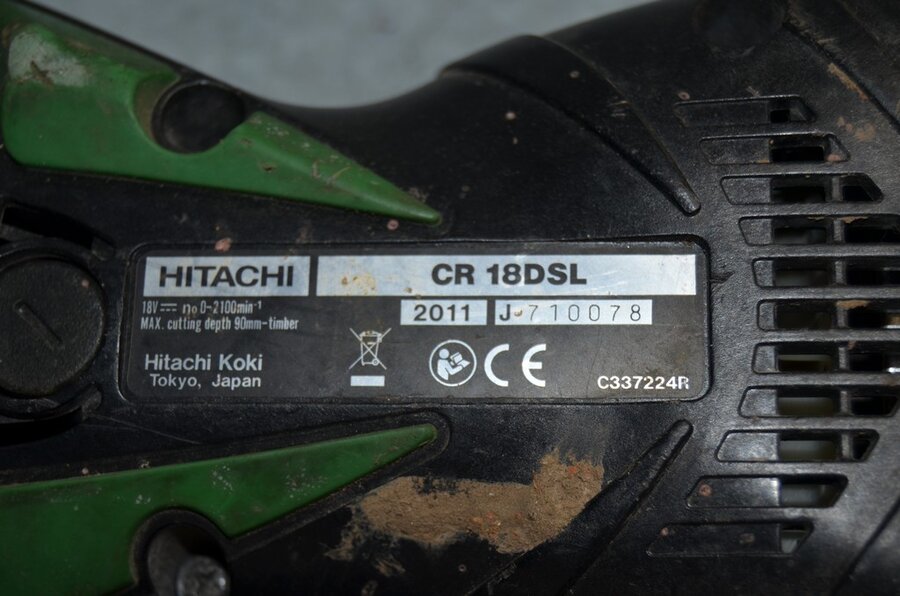 HITACHI CR 18DSL
18V⎓ n₀ 0-2100min⁻¹
MAX. cutting depth 90mm-timber
2011 J 710078
Hitachi Koki
Tokyo, Japan
CE
C337224R